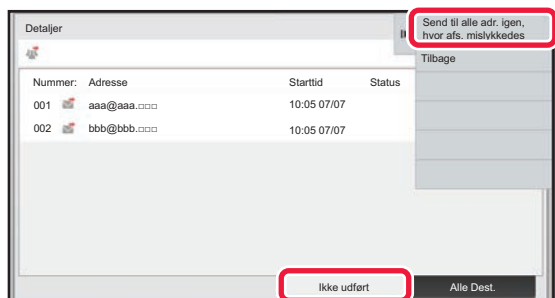 Detaljer
Send til alle adr. igen,
hvor afs. mislykkedes
Tilbage
Nummer: Adresse Starttid Status
001 aaa@aaa.□□□ 10:05 07/07
002 bbb@bbb.□□□ 10:05 07/07
Ikke udført Alle Dest.